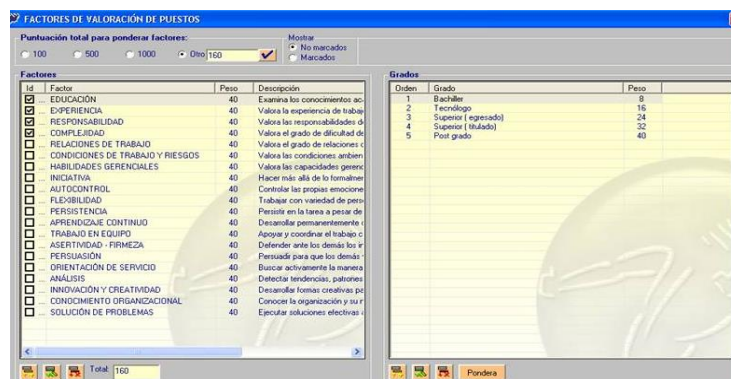 FACTORES DE VALORACIÓN DE PUESTOS
Puntuación total para ponderar factores:
100 500 1000 Otro 160
Mostrar
No marcados
Marcados
Factores
Id Factor Peso Descripción
EDUCACIÓN 40 Examina los conocimientos aca
EXPERIENCIA 40 Valora la experiencia de trabaj
RESPONSABILIDAD 40 Valora las responsabilidades d
COMPLEJIDAD 40 Valora el grado de dificultad de
RELACIONES DE TRABAJO 40 Valora el grado de relaciones c
CONDICIONES DE TRABAJO Y RIESGOS 40 Valora las condiciones ambien
HABILIDADES GERENCIALES 40 Valora las capacidades gerenc
INICIATIVA 40 Hacer más allá de lo formalmen
AUTOCONTROL 40 Controlar las propias emocione
FLEXIBILIDAD 40 Trabajar con variedad de pers
PERSISTENCIA 40 Persistir en la tarea a pesar de
APRENDIZAJE CONTINUO 40 Desarrollar permanentemente
TRABAJO EN EQUIPO 40 Apoyar y coordinar el trabajo c
ASERTIVIDAD - FIRMEZA 40 Defender ante los demás los ir
PERSUASIÓN 40 Persuadir para que los demás
ORIENTACIÓN DE SERVICIO 40 Buscar activamente la manera
ANÁLISIS 40 Detectar tendencias, patrones
INNOVACIÓN Y CREATIVIDAD 40 Desarrollar formas creativas pa
CONOCIMIENTO ORGANIZACIONAL 40 Conocer la organización y su r
SOLUCIÓN DE PROBLEMAS 40 Ejecutar soluciones efectivas a
Total: 160
Grados
Orden Grado Peso
1 Bachiller 8
2 Tecnólogo 16
3 Superior ( egresado) 24
4 Superior ( titulado) 32
5 Post grado 40
Pondera